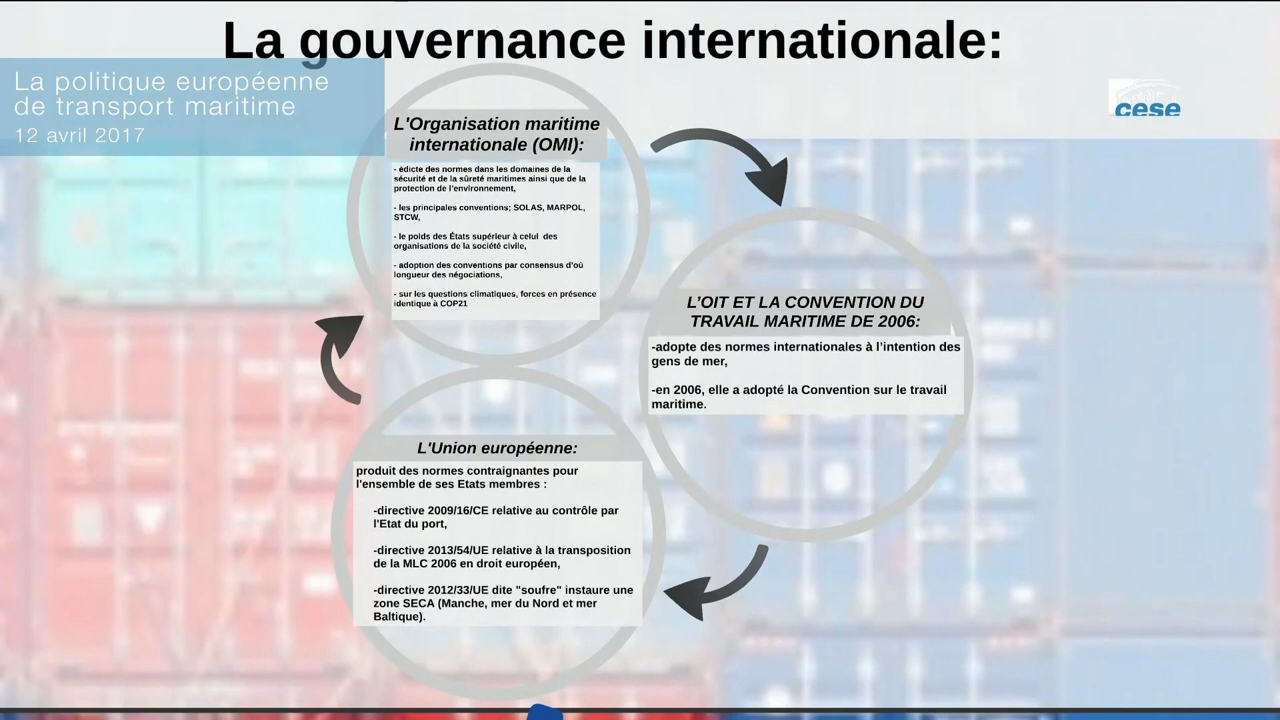 La gouvernance internationale:
La politique européenne
de transport maritime
12 avril 2017
cese
L'Organisation maritime
internationale (OMI):
- édicte des normes dans les domaines de la
sécurité et de la sûreté maritimes ainsi que de la
protection de l'environnement,
- les principales conventions; SOLAS, MARPOL,
STCW,
- le poids des États supérieur à celui des
organisations de la société civile,
- adoption des conventions par consensus d'où
longueur des négociations,
- sur les questions climatiques, forces en présence
identique à COP21
L'OIT ET LA CONVENTION DU
TRAVAIL MARITIME DE 2006:
-adopte des normes internationales à l'intention des
gens de mer,
-en 2006, elle a adopté la Convention sur le travail
maritime.
L'Union européenne:
produit des normes contraignantes pour
l'ensemble de ses Etats membres :
-directive 2009/16/CE relative au contrôle par
l'Etat du port,
-directive 2013/54/UE relative à la transposition
de la MLC 2006 en droit européen,
-directive 2012/33/UE dite "soufre" instaure une
zone SECA (Manche, mer du Nord et mer
Baltique).